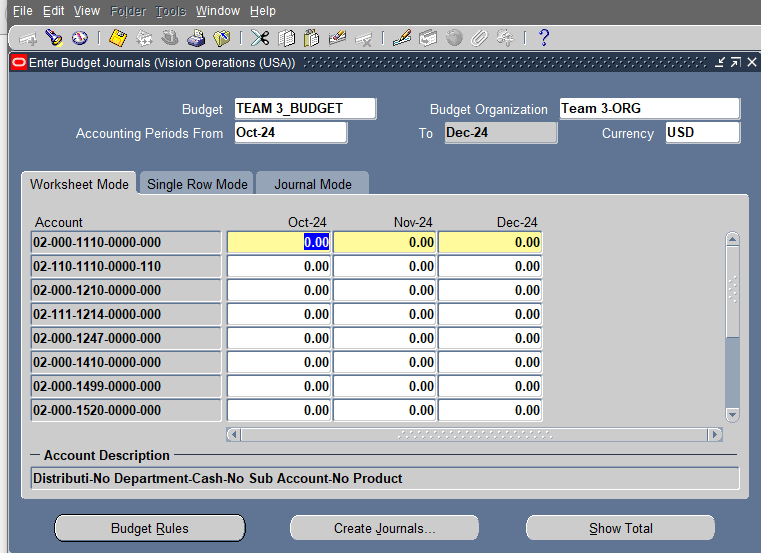 File Edit View Folder Tools Window Help
Enter Budget Journals (Vision Operations (USA))
Budget TEAM 3_BUDGET Budget Organization Team 3-ORG
Accounting Periods From Oct-24 To Dec-24 Currency USD
Worksheet Mode Single Row Mode Journal Mode
Account Oct-24 Nov-24 Dec-24
02-000-1110-0000-000 0.00 0.00 0.00
02-110-1110-0000-110 0.00 0.00 0.00
02-000-1210-0000-000 0.00 0.00 0.00
02-111-1214-0000-000 0.00 0.00 0.00
02-000-1247-0000-000 0.00 0.00 0.00
02-000-1410-0000-000 0.00 0.00 0.00
02-000-1499-0000-000 0.00 0.00 0.00
02-000-1520-0000-000 0.00 0.00 0.00
Account Description
Distributi-No Department-Cash-No Sub Account-No Product
Budget Rules Create Journals... Show Total